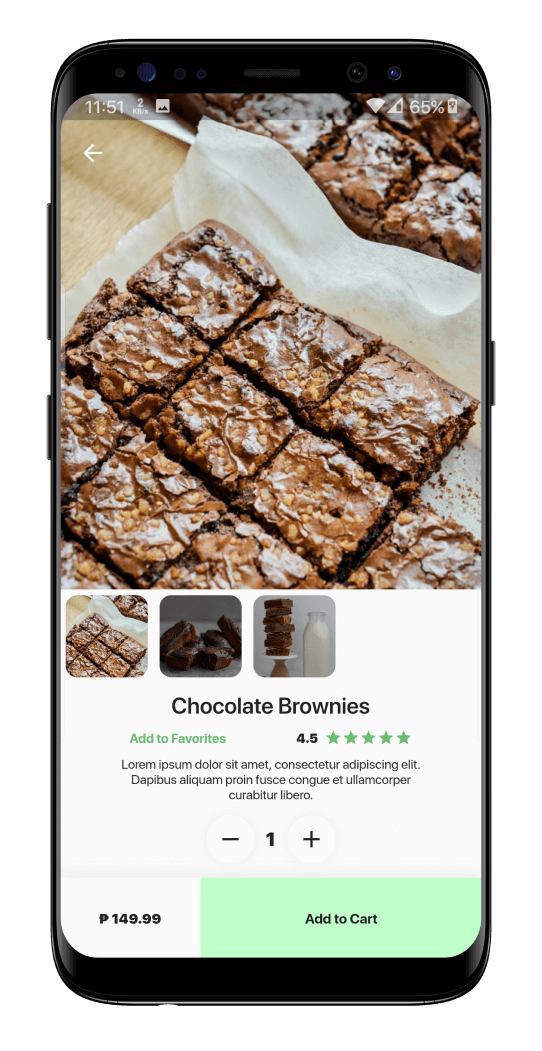 11:51 2 KB/s 65%
Chocolate Brownies
Add to Favorites 4.5
Lorem ipsum dolor sit amet, consectetur adipiscing elit.
Dapibus aliquam proin fusce congue et ullamcorper
curabitur libero.
1
₱ 149.99 Add to Cart